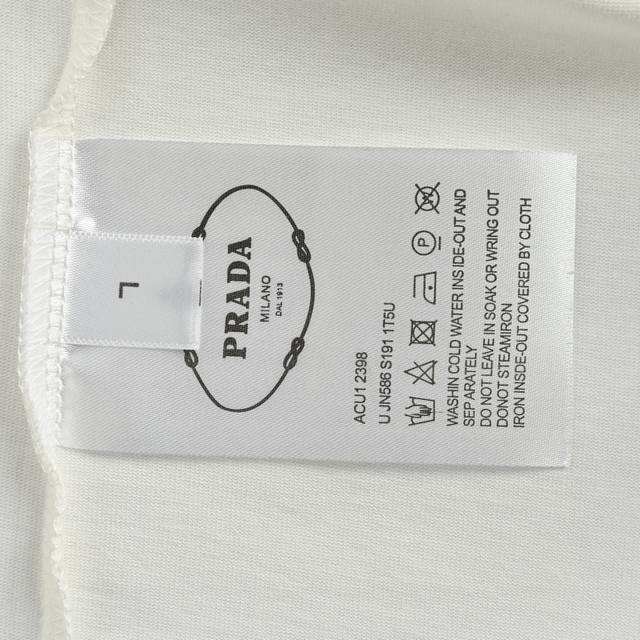 L
PRADA
MILANO
DAL 1913
ACU1 2398
U JN586 S191 1T5U
WASHIN COLD WATER INS IDE-OUT AND
SEP ARATELY
DO NOT LEAVE IN SOAK OR WRING OUT
DONOT STEAMIRON
IRON INSDE-OUT COVERED BY CLOTH